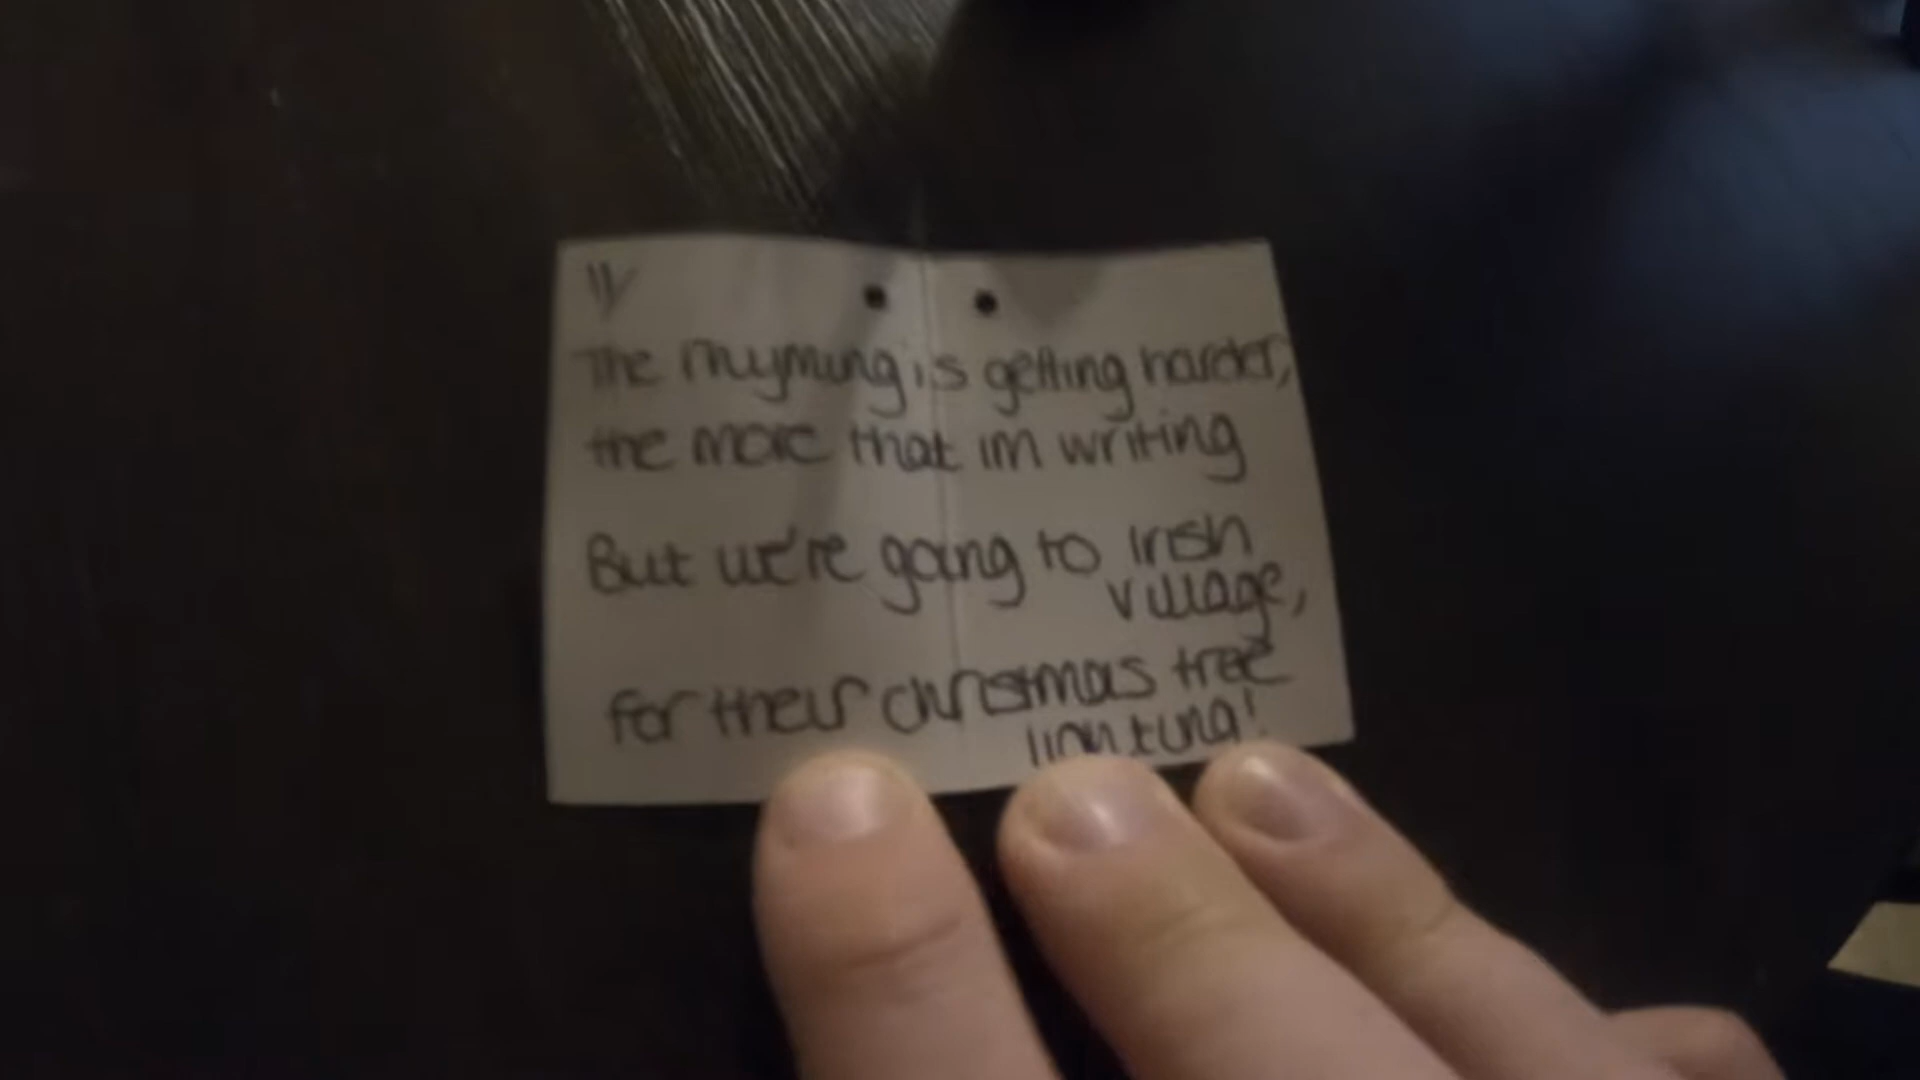 11/
The rhyming is getting harder,
the more that im writing
But we're going to Irish
village,
for their christmas tree
lighting!